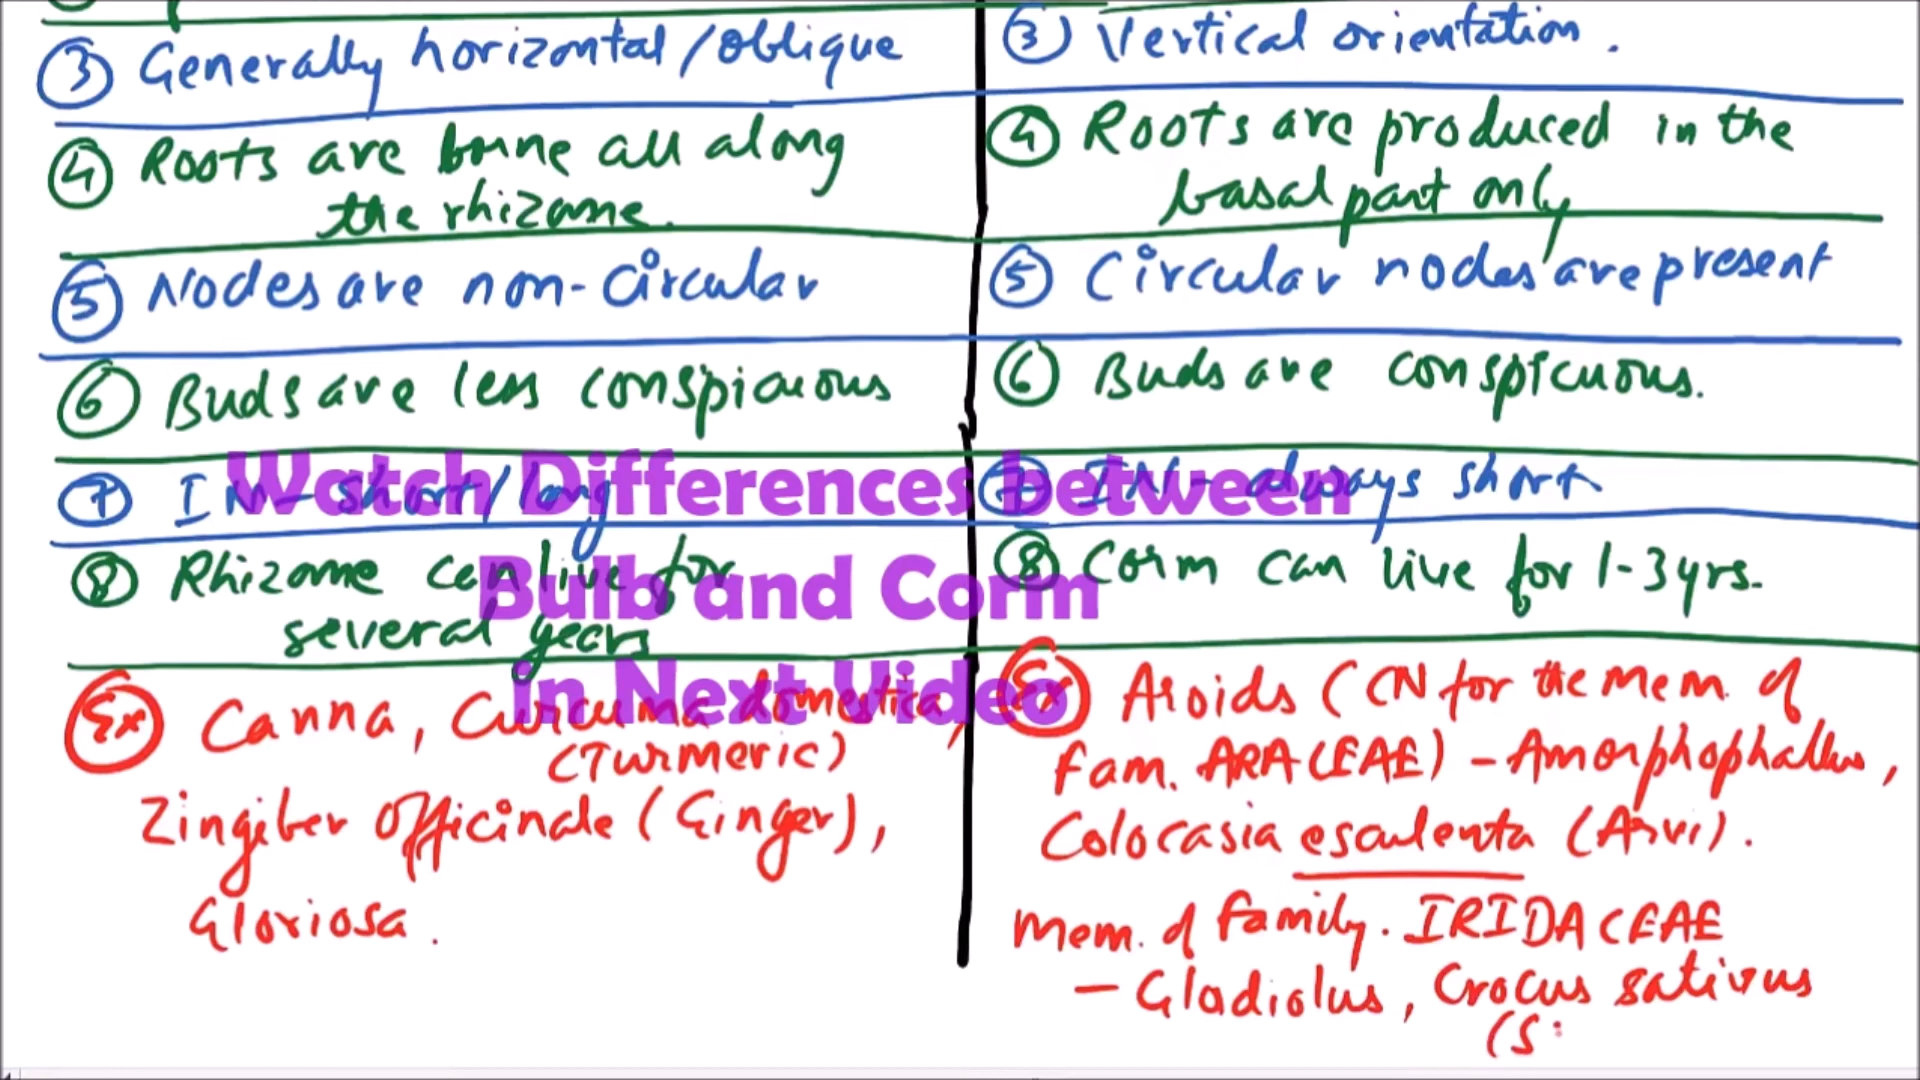 ③ Generally horizontal/oblique
④ Roots are borne all along
the rhizome.
⑤ Nodes are non-circular
⑥ Buds are less conspicuous
⑦ IN - short/long
⑧ Rhizome can live for
several years
Ex Canna, Curcuma domestica,
(Turmeric)
Zingiber officinale (Ginger),
Gloriosa.
③ Vertical orientation.
④ Roots are produced in the
basal part only
⑤ Circular nodes are present
⑥ Buds are conspicuous.
⑦ IN - always short
⑧ Corm can live for 1-3 yrs.
Ex Aroids (CN for the mem. of
fam. ARACEAE) - Amorphophallus,
Colocasia esculenta (Arvi).
Mem. of family. IRIDACEAE
- Gladiolus, Crocus sativus
(S
Watch Differences between
Bulb and Corm
in Next Video